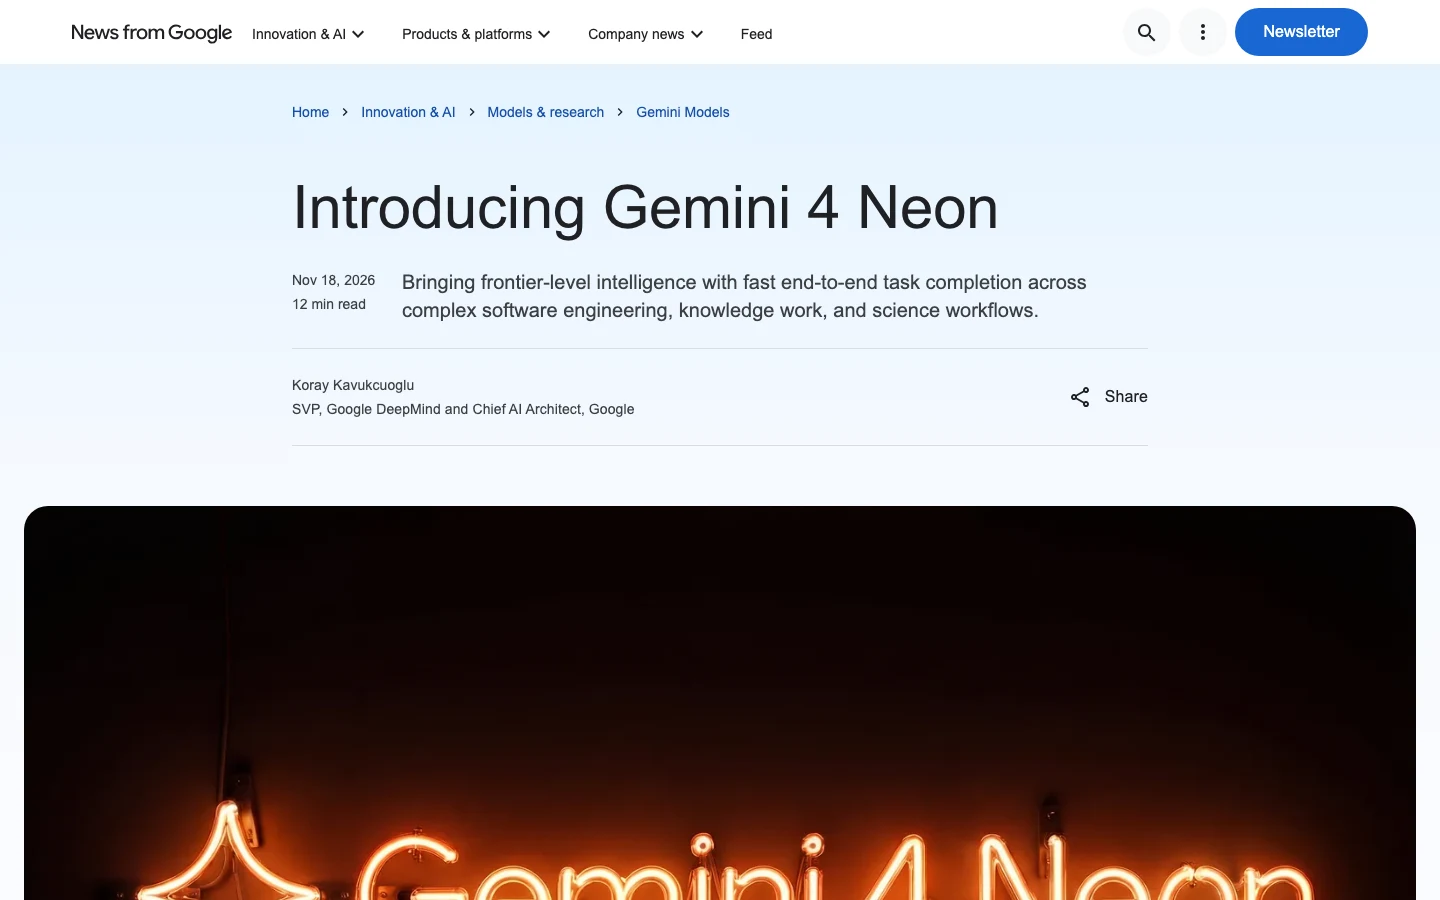 News from Google
Innovation & AI
Products & platforms
Company news
Feed
Newsletter
Home
Innovation & AI
Models & research
Gemini Models
Introducing Gemini 4 Neon
Nov 18, 2026
12 min read
Bringing frontier-level intelligence with fast end-to-end task completion across
complex software engineering, knowledge work, and science workflows.
Koray Kavukcuoglu
SVP, Google DeepMind and Chief AI Architect, Google
Share
Gemini 4 Neon